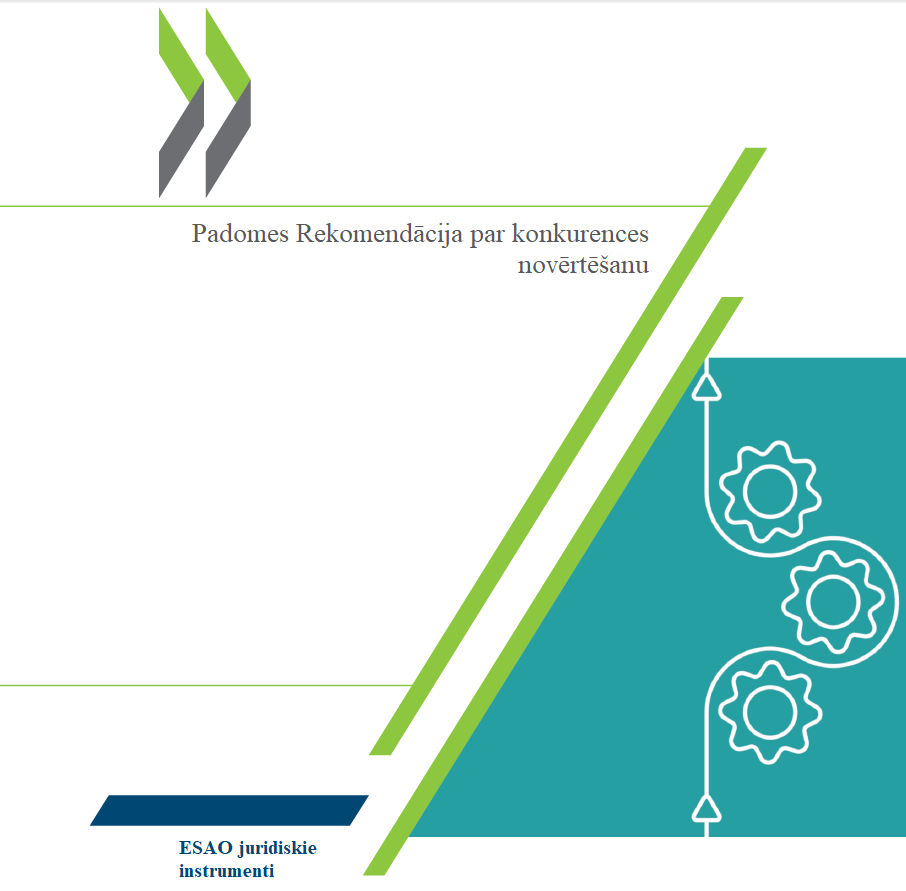 Padomes Rekomendācija par konkurences
novērtēšanu
ESAO juridiskie
instrumenti